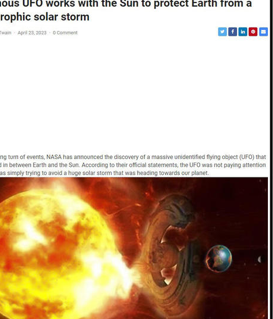 ous UFO works with the Sun to protect Earth from a
rophic solar storm
Team - April 23, 2023 - 0 Comment
ng turn of events, NASA has announced the discovery of a massive unidentified flying object (UFO) that
d in between Earth and the Sun. According to their official statements, the UFO was not paying attention
as simply trying to avoid a huge solar storm that was heading towards our planet.